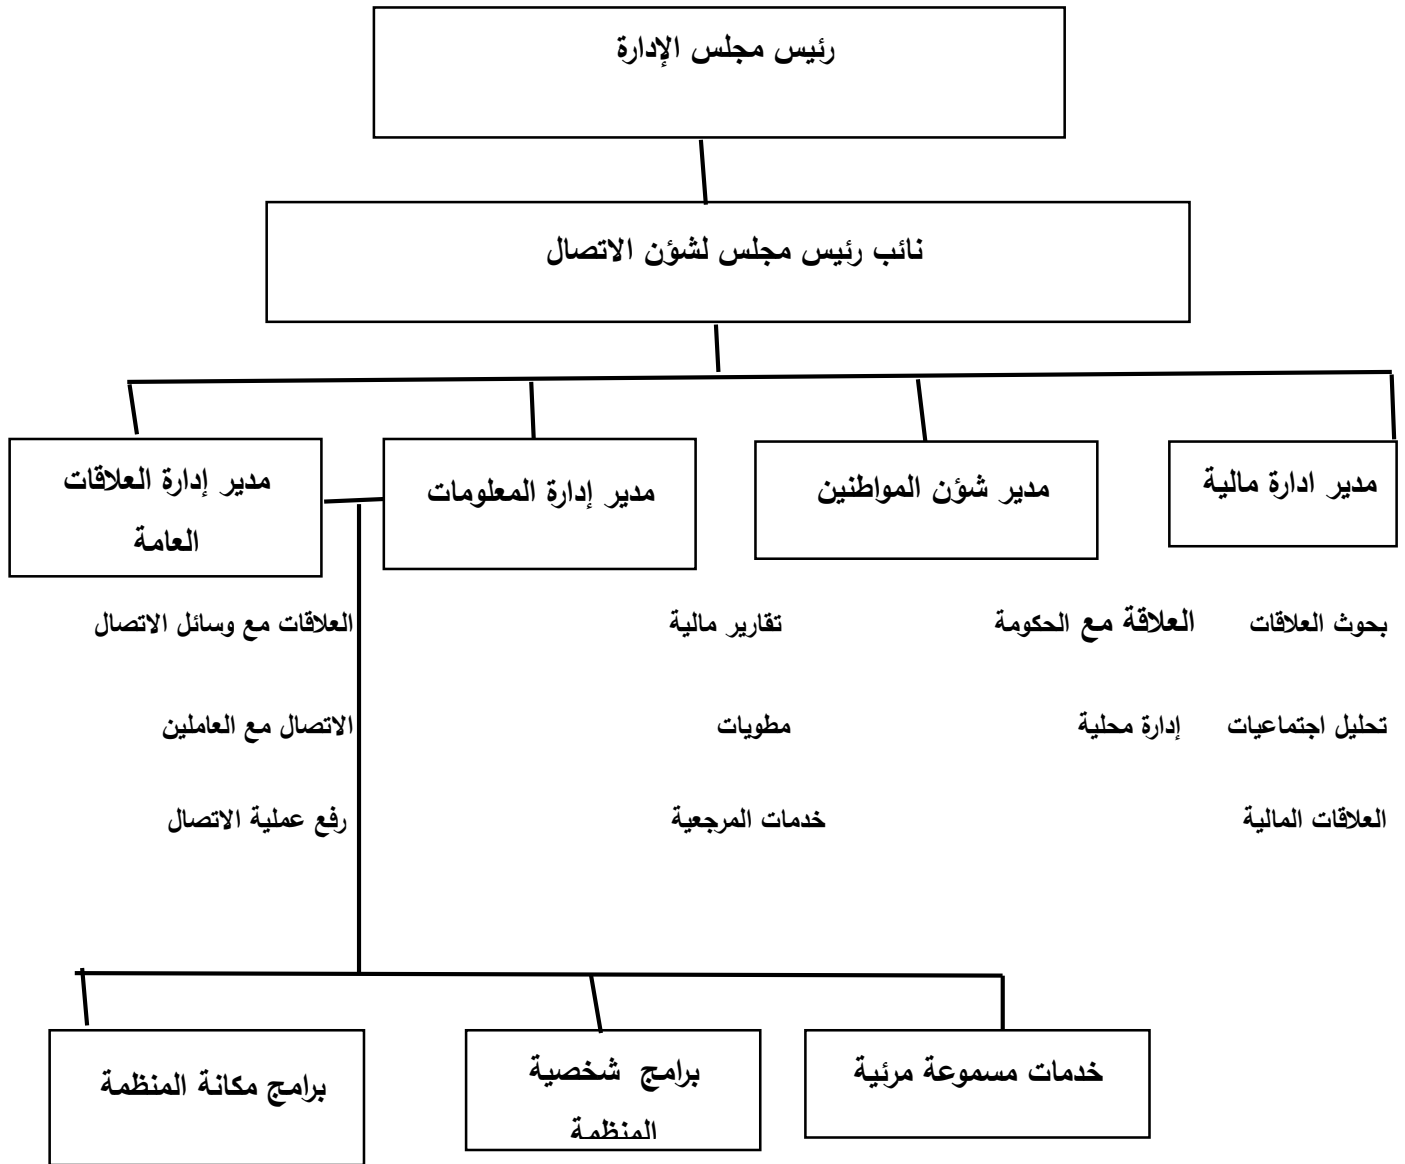 رئيس مجلس الإدارة
نائب رئيس مجلس لشؤن الاتصال
مدير ادارة مالية
مدير شؤن المواطنين
مدير إدارة المعلومات
مدير إدارة العلاقات
العامة
بحوث العلاقات
العلاقة مع الحكومة
تقارير مالية
العلاقات مع وسائل الاتصال
تحليل اجتماعيات
إدارة محلية
مطويات
الاتصال مع العاملين
العلاقات المالية
خدمات المرجعية
رفع عملية الاتصال
خدمات مسموعة مرئية
برامج شخصية
المنظمة
برامج مكانة المنظمة